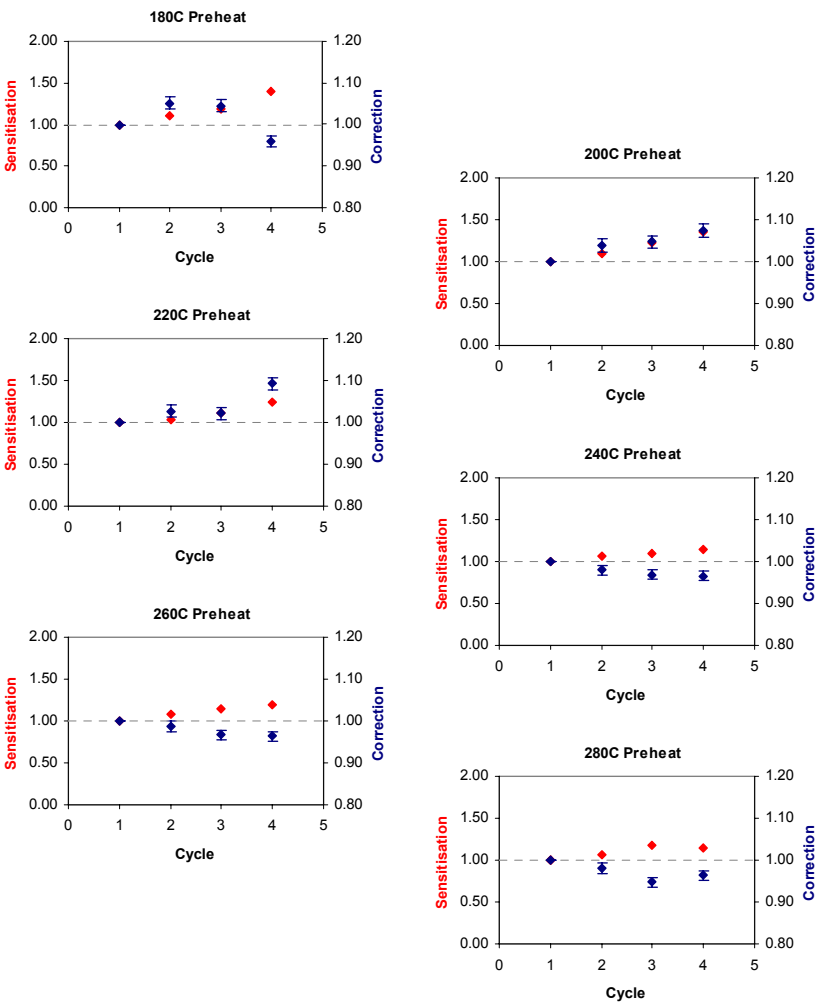 180C Preheat
2.00
1.50
1.00
0.50
0.00
1.20
1.10
1.00
0.90
0.80
0 1 2 3 4 5
Sensitisation
Correction
Cycle
200C Preheat
2.00
1.50
1.00
0.50
0.00
1.20
1.10
1.00
0.90
0.80
0 1 2 3 4 5
Sensitisation
Correction
Cycle
220C Preheat
2.00
1.50
1.00
0.50
0.00
1.20
1.10
1.00
0.90
0.80
0 1 2 3 4 5
Sensitisation
Correction
Cycle
240C Preheat
2.00
1.50
1.00
0.50
0.00
1.20
1.10
1.00
0.90
0.80
0 1 2 3 4 5
Sensitisation
Correction
Cycle
260C Preheat
2.00
1.50
1.00
0.50
0.00
1.20
1.10
1.00
0.90
0.80
0 1 2 3 4 5
Sensitisation
Correction
Cycle
280C Preheat
2.00
1.50
1.00
0.50
0.00
1.20
1.10
1.00
0.90
0.80
0 1 2 3 4 5
Sensitisation
Correction
Cycle